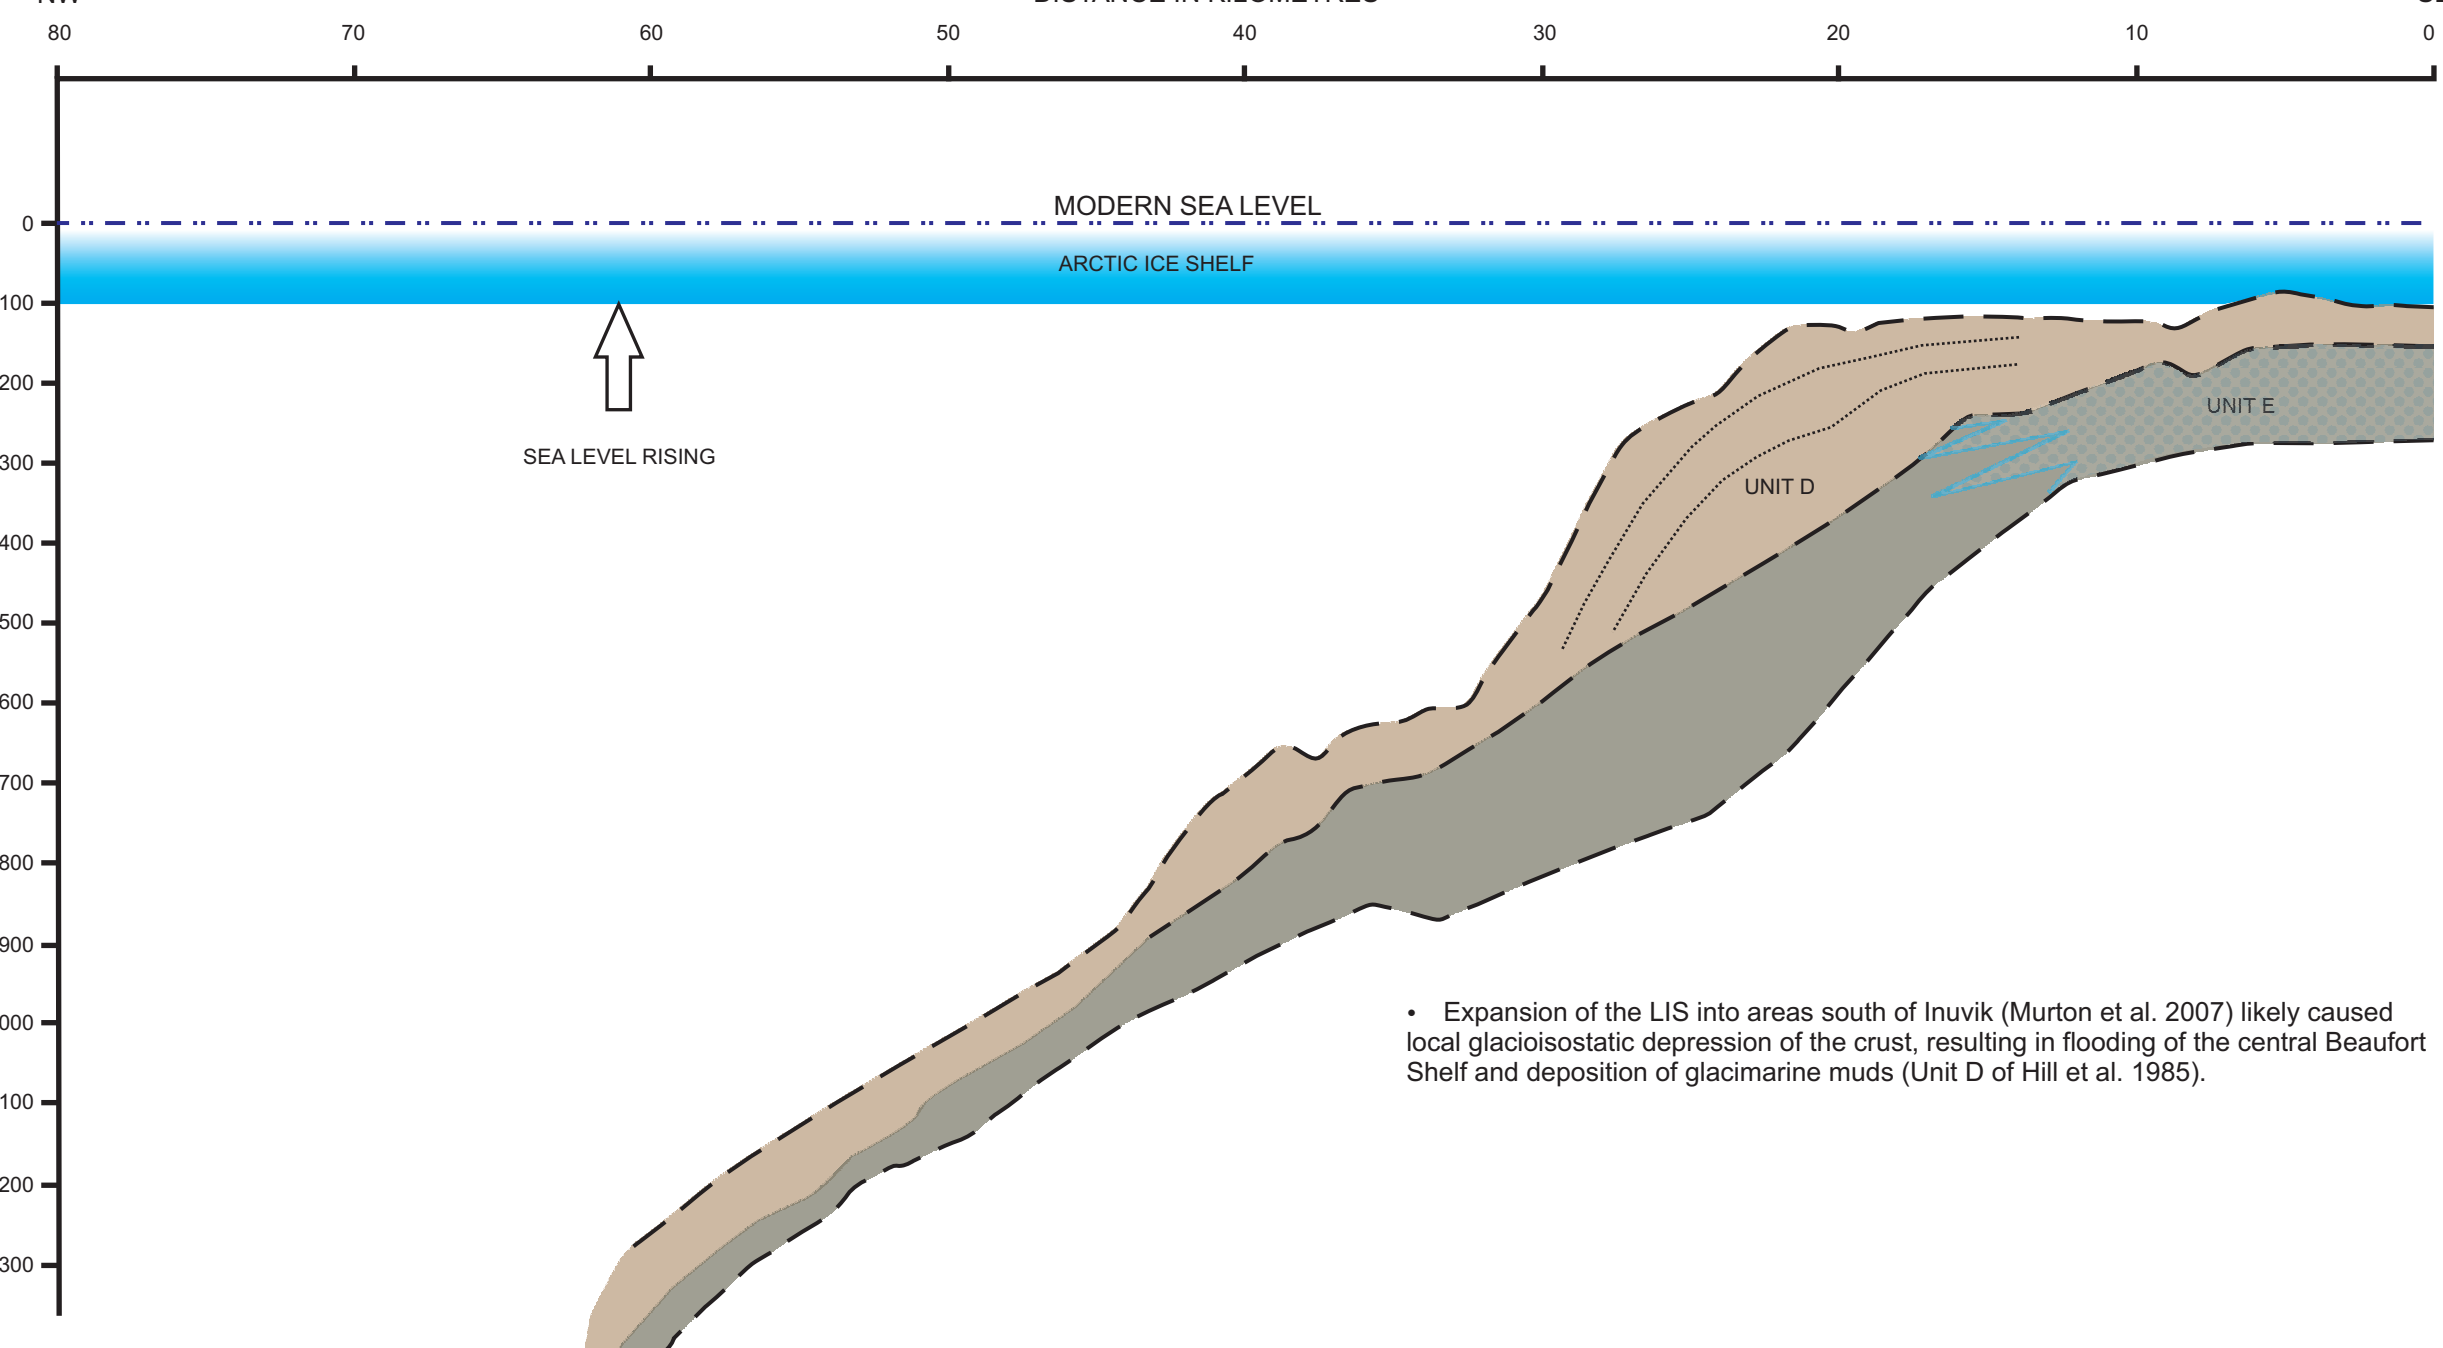 80 70 60 50 40 30 20 10 0
MODERN SEA LEVEL
0
ARCTIC ICE SHELF
100
200
UNIT E
300
SEA LEVEL RISING
UNIT D
400
500
600
700
800
900
000
• Expansion of the LIS into areas south of Inuvik (Murton et al. 2007) likely caused
local glacioisostatic depression of the crust, resulting in flooding of the central Beaufort
Shelf and deposition of glacimarine muds (Unit D of Hill et al. 1985).
100
200
300